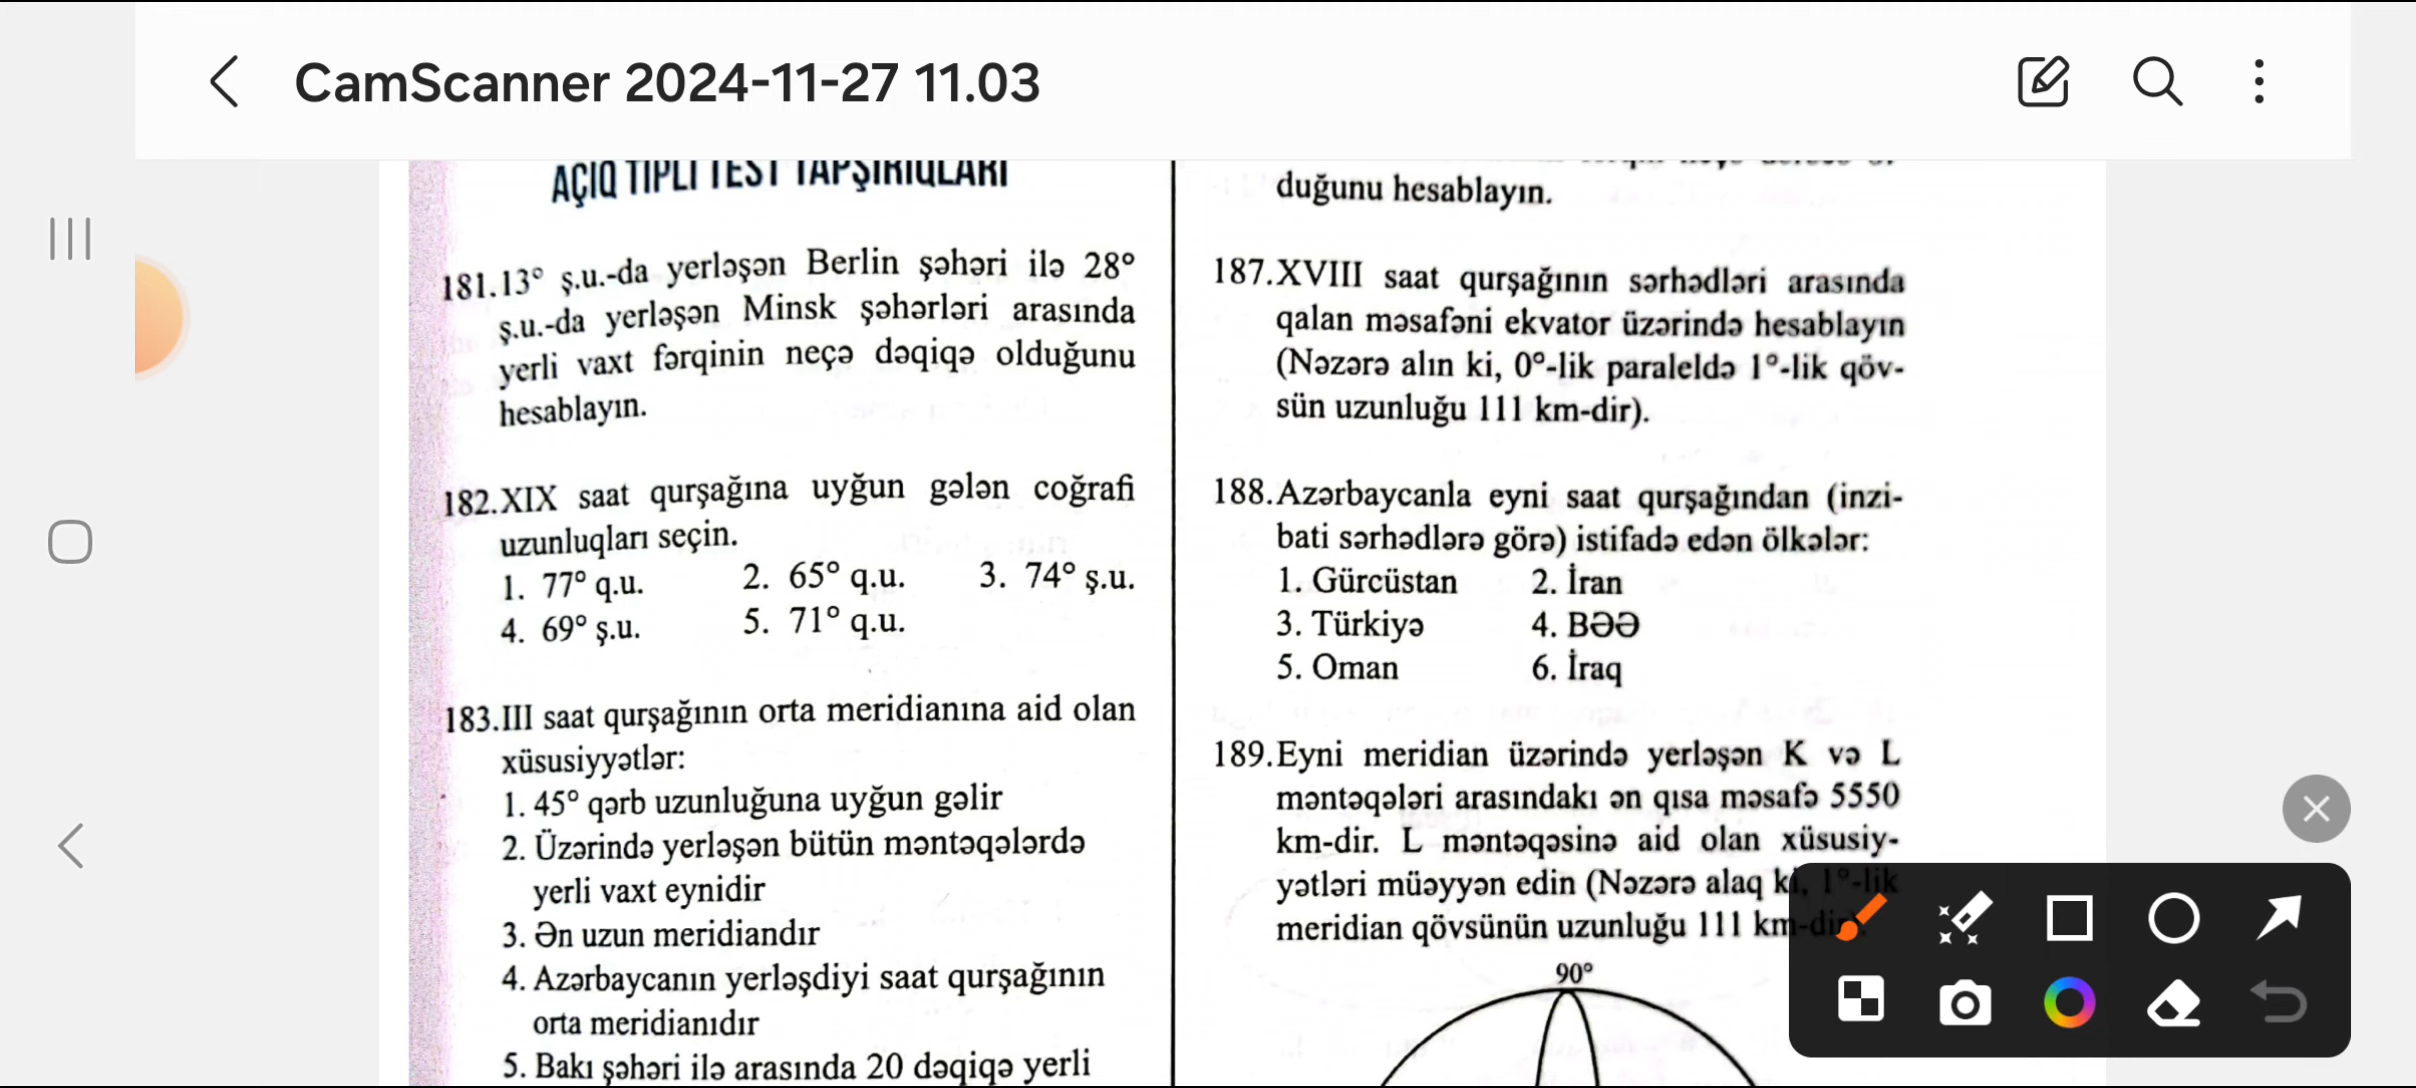 CamScanner 2024-11-27 11.03
AÇIQ TİPLİ TEST TAPŞIRIQLARI
181.13° ş.u.-da yerləşən Berlin şəhəri ilə 28°
ş.u.-da yerləşən Minsk şəhərləri arasında
yerli vaxt fərqinin neçə dəqiqə olduğunu
hesablayın.
182.XIX saat qurşağına uyğun gələn coğrafi
uzunluqları seçin.
1. 77° q.u. 2. 65° q.u. 3. 74° ş.u.
4. 69° ş.u. 5. 71° q.u.
183.III saat qurşağının orta meridianına aid olan
xüsusiyyətlər:
1. 45° qərb uzunluğuna uyğun gəlir
2. Üzərində yerləşən bütün məntəqələrdə
yerli vaxt eynidir
3. Ən uzun meridiandır
4. Azərbaycanın yerləşdiyi saat qurşağının
orta meridianıdır
5. Bakı şəhəri ilə arasında 20 dəqiqə yerli
duğunu hesablayın.
187.XVIII saat qurşağının sərhədləri arasında
qalan məsafəni ekvator üzərində hesablayın
(Nəzərə alın ki, 0°-lik paraleldə 1°-lik qöv-
sün uzunluğu 111 km-dir).
188.Azərbaycanla eyni saat qurşağından (inzi-
bati sərhədlərə görə) istifadə edən ölkələr:
1. Gürcüstan 2. İran
3. Türkiyə 4. BƏƏ
5. Oman 6. İraq
189.Eyni meridian üzərində yerləşən K və L
məntəqələri arasındakı ən qısa məsafə 5550
km-dir. L məntəqəsinə aid olan xüsusiy-
yətləri müəyyən edin (Nəzərə alaq ki, 1°-lik
meridian qövsünün uzunluğu 111 km-dir).
90°